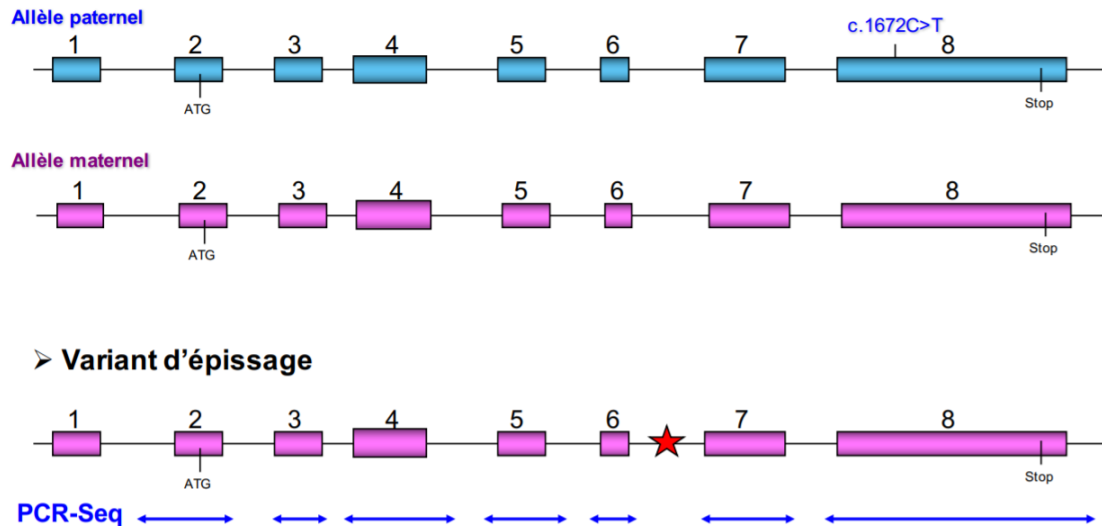 Allèle paternel
c.1672C>T
1 2 3 4 5 6 7 8
ATG Stop
Allèle maternel
1 2 3 4 5 6 7 8
ATG Stop
➢ Variant d'épissage
1 2 3 4 5 6 7 8
ATG Stop
PCR-Seq